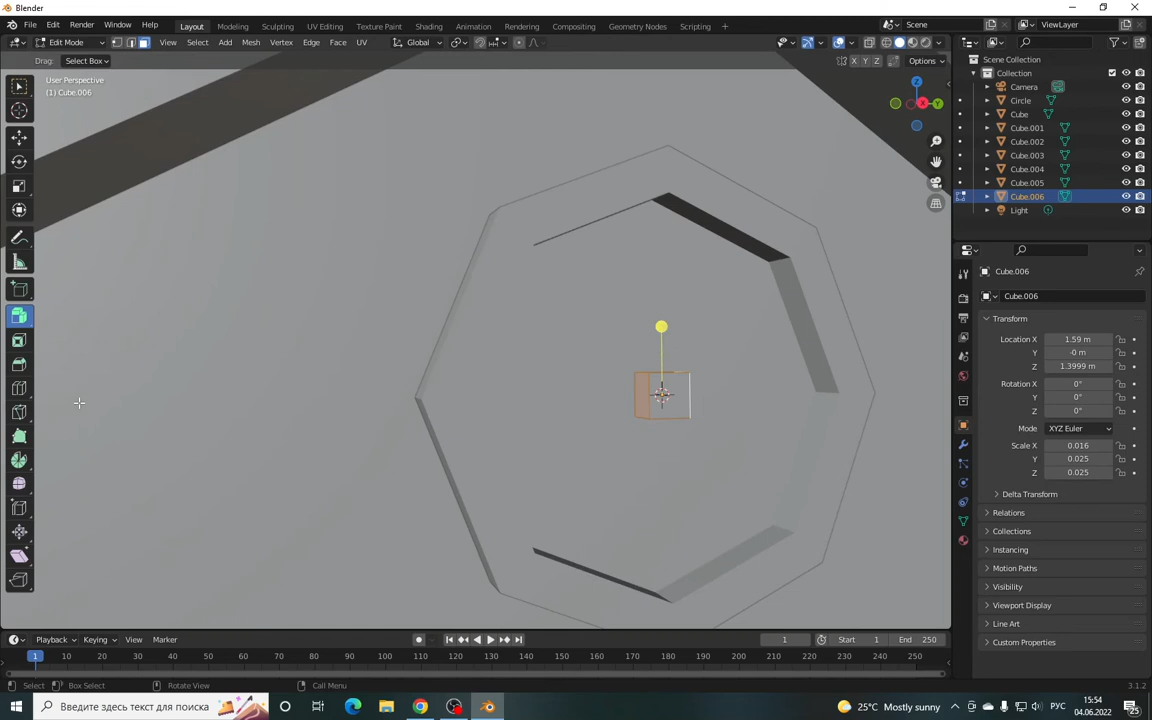 Blender
File Edit Render Window Help Layout Modeling Sculpting UV Editing Texture Paint Shading Animation Rendering Compositing Geometry Nodes Scripting + Scene ViewLayer
Edit Mode View Select Add Mesh Vertex Edge Face UV Global
Drag: Select Box X Y Z Options
User Perspective
(1) Cube.006
Z
X Y
Scene Collection
Collection
Camera
Circle
Cube
Cube.001
Cube.002
Cube.003
Cube.004
Cube.005
Cube.006
Light
Cube.006
Cube.006
Transform
Location X 1.59 m
Y -0 m
Z 1.3999 m
Rotation X 0°
Y 0°
Z 0°
Mode XYZ Euler
Scale X 0.016
Y 0.025
Z 0.025
Delta Transform
Relations
Collections
Instancing
Motion Paths
Visibility
Viewport Display
Line Art
Custom Properties
Playback Keying View Marker 1 Start 1 End 250
1 10 20 30 40 50 60 70 80 90 100 110 120 130 140 150 160 170 180 190 200 210 220 230 240 250
Select Box Select Rotate View Call Menu 3.1.2
Введите здесь текст для поиска 25°C Mostly sunny РУС 15:54
04.06.2022 25